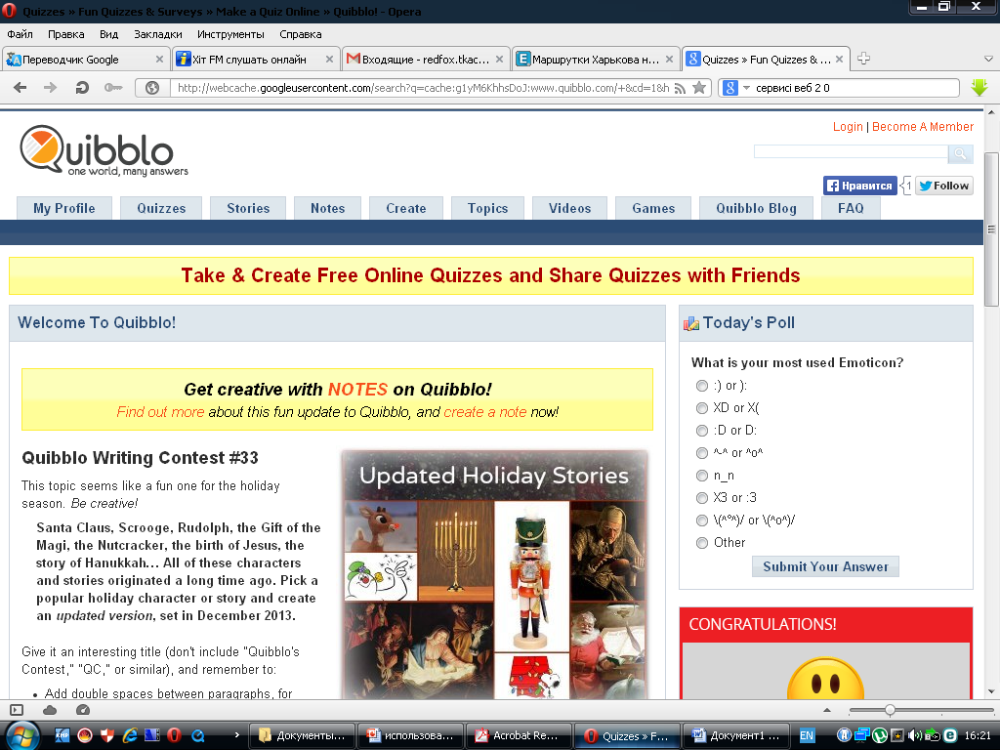 Quizzes » Fun Quizzes & Surveys » Make a Quiz Online » Quibblo! - Opera
Файл Правка Вид Закладки Инструменты Справка
Переводчик Google
Хіт FM слушать онлайн
Входящие - redfox.tkac...
Маршрутки Харькова н...
Quizzes » Fun Quizzes & ...
http://webcache.googleusercontent.com/search?q=cache:g1yM6KhhsDoJ:www.quibblo.com/+&cd=1&h
сервисі веб 2 0
Login | Become A Member
Quibblo
one world, many answers
Нравится 1 Follow
My Profile Quizzes Stories Notes Create Topics Videos Games Quibblo Blog FAQ
Take & Create Free Online Quizzes and Share Quizzes with Friends
Welcome To Quibblo!
Get creative with NOTES on Quibblo!
Find out more about this fun update to Quibblo, and create a note now!
Quibblo Writing Contest #33
This topic seems like a fun one for the holiday
season. Be creative!
Santa Claus, Scrooge, Rudolph, the Gift of the
Magi, the Nutcracker, the birth of Jesus, the
story of Hanukkah... All of these characters
and stories originated a long time ago. Pick a
popular holiday character or story and create
an updated version, set in December 2013.
Give it an interesting title (don't include "Quibblo's
Contest," "QC," or similar), and remember to:
• Add double spaces between paragraphs, for
Updated Holiday Stories
Today's Poll
What is your most used Emoticon?
:) or ):
XD or X(
:D or D:
^-^ or ^o^
n_n
X3 or :3
\(^°^)/ or \(^o^)/
Other
Submit Your Answer
CONGRATULATIONS!
Документы...
использова...
Acrobat Re...
Quizzes » F...
Документ1 ...
EN
16:21